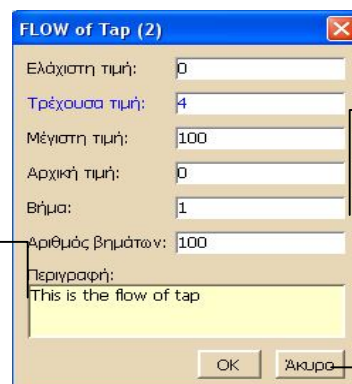 FLOW of Tap (2)
Ελάχιστη τιμή: 0
Τρέχουσα τιμή: 4
Μέγιστη τιμή: 100
Αρχική τιμή: 0
Βήμα: 1
Αριθμός βημάτων: 100
Περιγραφή:
This is the flow of tap
OK Άκυρο